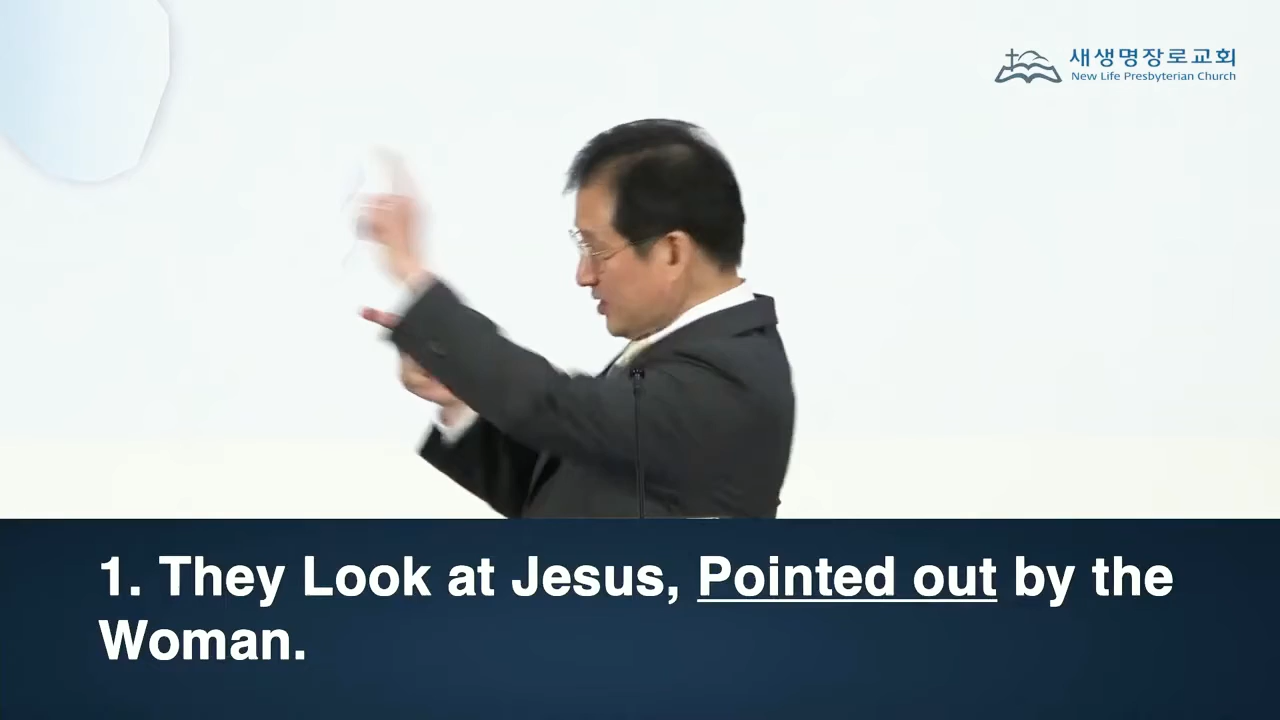 새생명장로교회
New Life Presbyterian Church
1. They Look at Jesus, Pointed out by the
Woman.